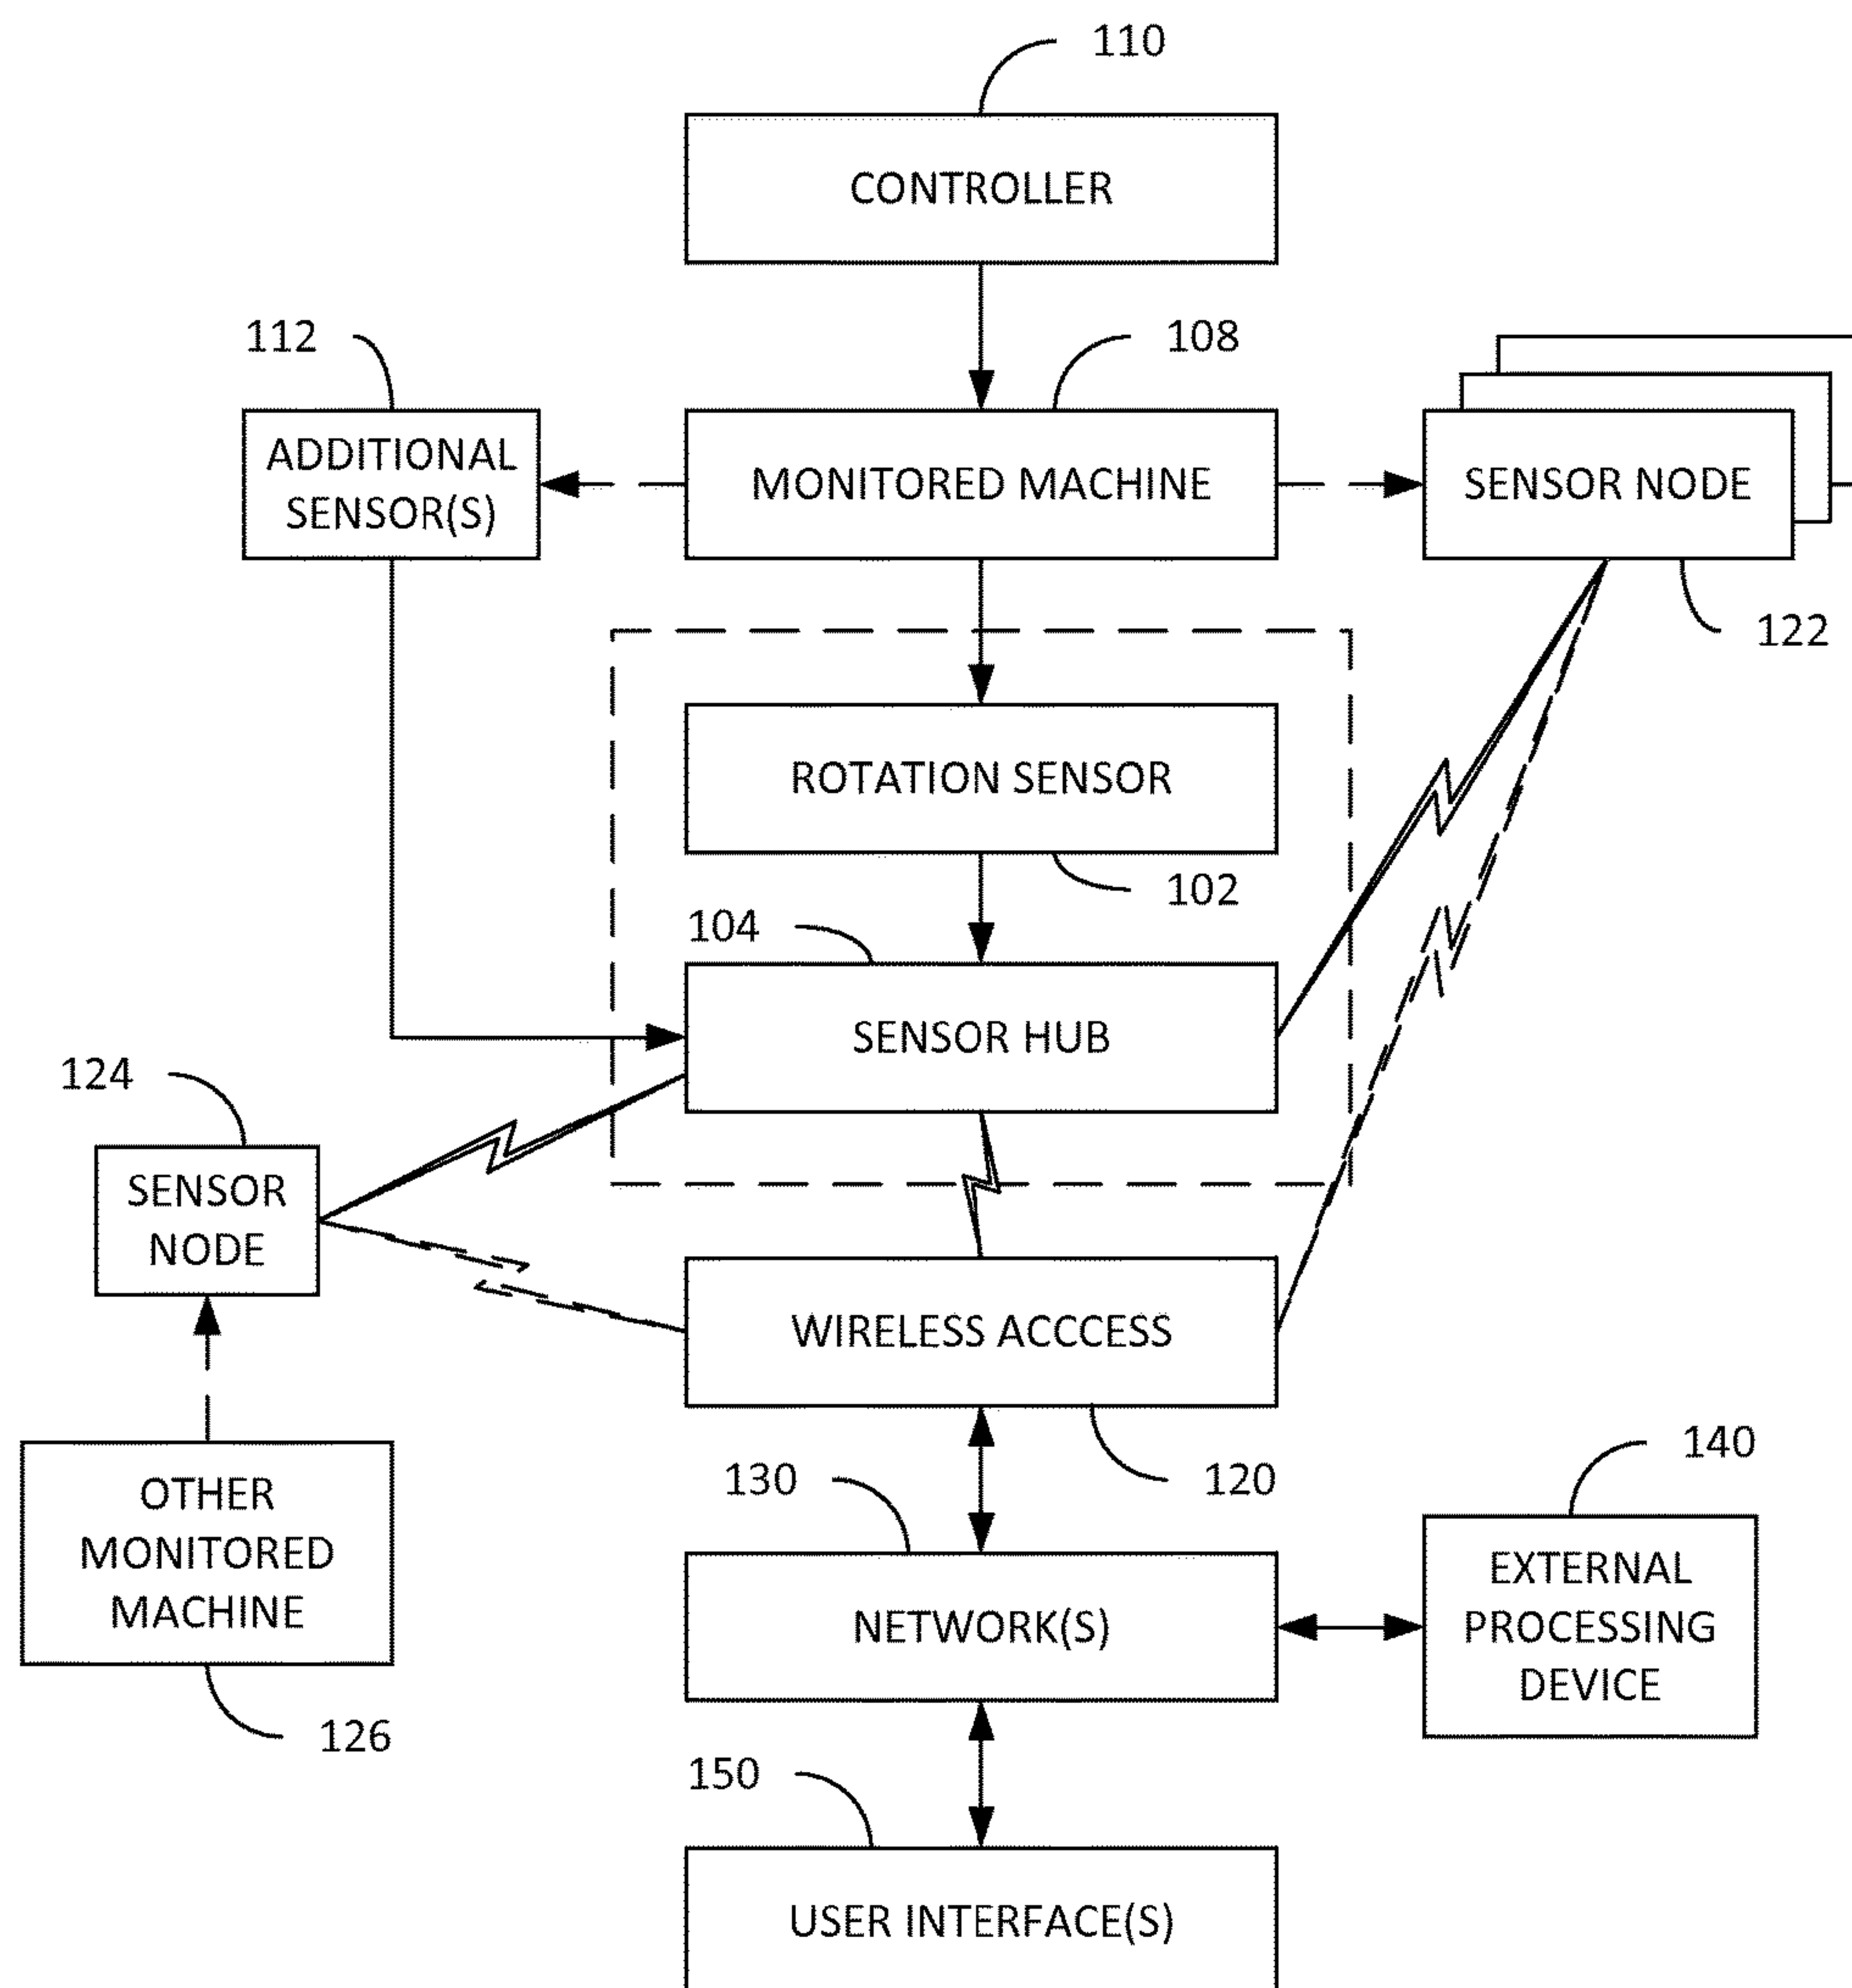 110
CONTROLLER
112
108
ADDITIONAL
SENSOR(S)
MONITORED MACHINE
SENSOR NODE
122
ROTATION SENSOR
102
104
SENSOR HUB
124
SENSOR
NODE
WIRELESS ACCCESS
120
OTHER
MONITORED
MACHINE
126
130
NETWORK(S)
140
EXTERNAL
PROCESSING
DEVICE
150
USER INTERFACE(S)